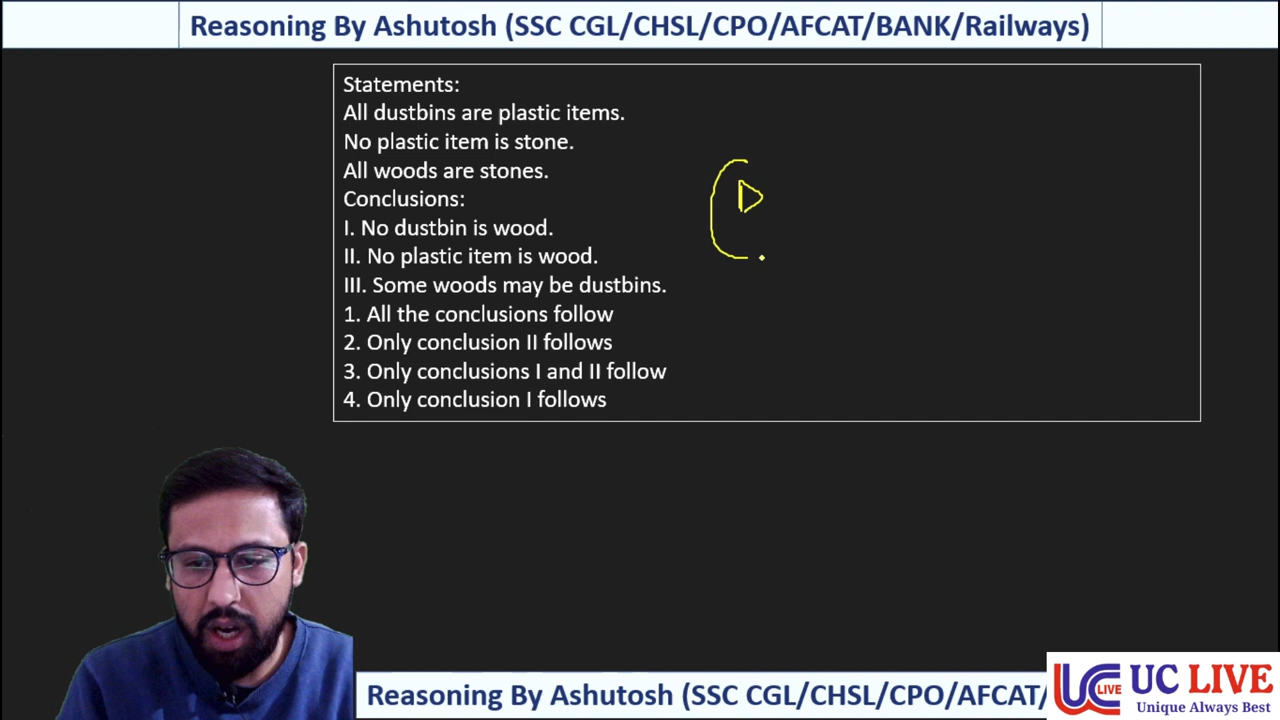 Reasoning By Ashutosh (SSC CGL/CHSL/CPO/AFCAT/BANK/Railways)
Statements:
All dustbins are plastic items.
No plastic item is stone.
All woods are stones.
Conclusions:
I. No dustbin is wood.
II. No plastic item is wood.
III. Some woods may be dustbins.
1. All the conclusions follow
2. Only conclusion II follows
3. Only conclusions I and II follow
4. Only conclusion I follows
D
Reasoning By Ashutosh (SSC CGL/CHSL/CPO/AFCAT/
UC LIVE
UC LIVE
Unique Always Best